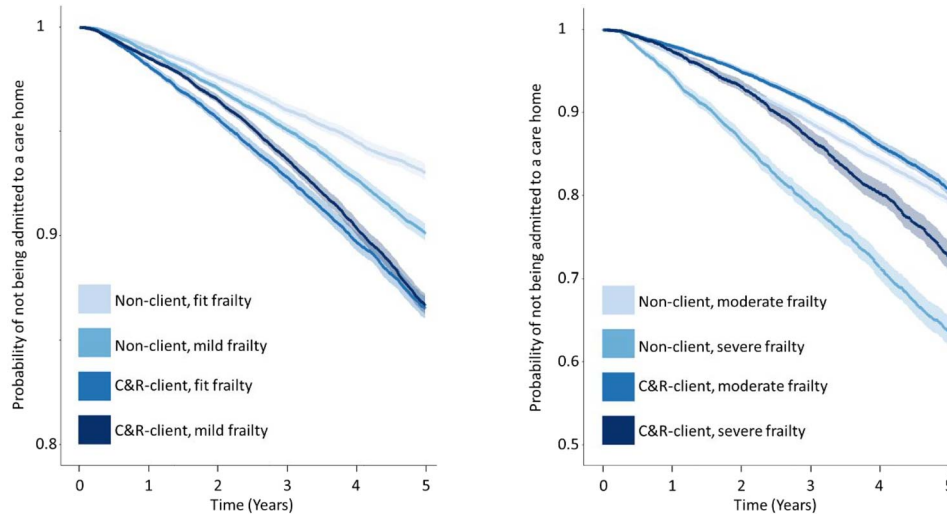 Probability of not being admitted to a care home
1
0.9
0.8
Non-client, fit frailty
Non-client, mild frailty
C&R-client, fit frailty
C&R-client, mild frailty
0 1 2 3 4 5
Time (Years)
Probability of not being admitted to a care home
1
0.9
0.8
0.7
0.6
0.5
Non-client, moderate frailty
Non-client, severe frailty
C&R-client, moderate frailty
C&R-client, severe frailty
0 1 2 3 4 5
Time (Years)